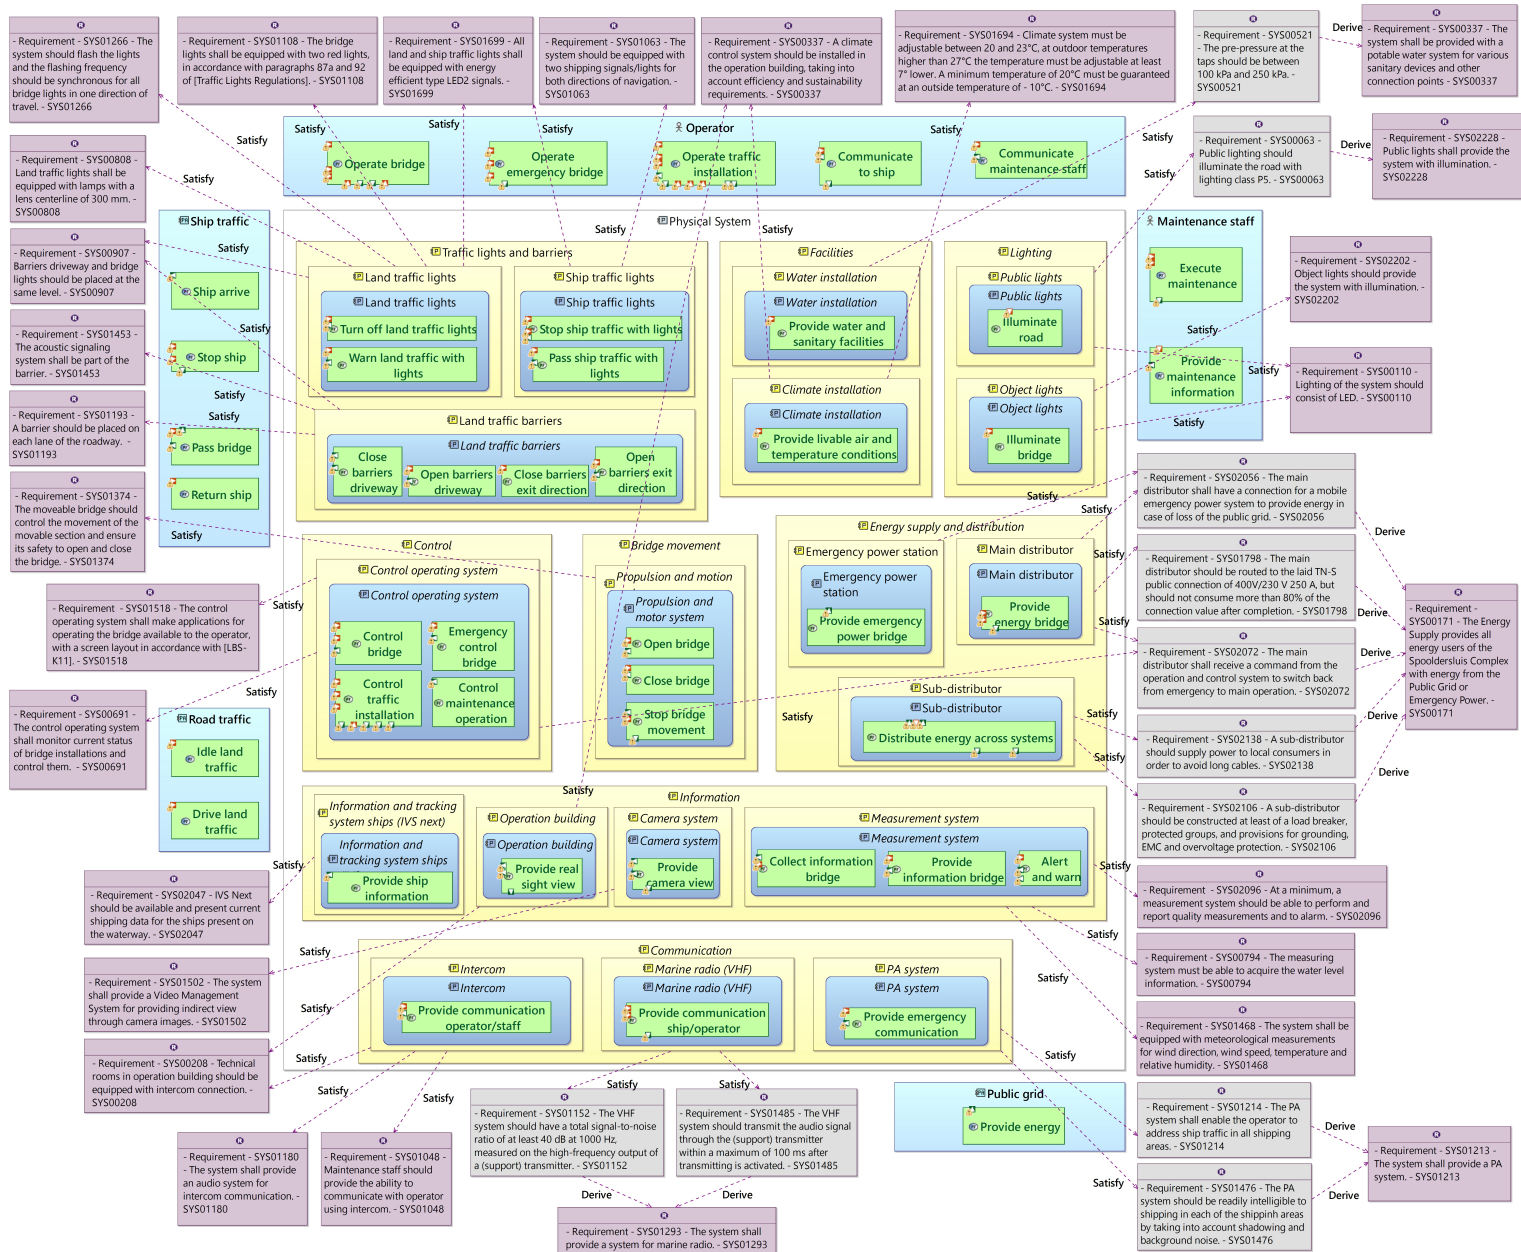 - Requirement - SYS01266 - The
system should flash the lights
and the flashing frequency
should be synchronous for all
bridge lights in one direction of
travel. - SYS01266
- Requirement - SYS01108 - The bridge
lights shall be equipped with two red lights,
in accordance with paragraphs 87a and 92
of [Traffic Lights Regulations]. - SYS01108
- Requirement - SYS01699 - All
land and ship traffic lights shall
be equipped with energy
efficient type LED2 signals. -
SYS01699
- Requirement - SYS01063 - The
system should be equipped with
two shipping signals/lights for
both directions of navigation. -
SYS01063
- Requirement - SYS00337 - A climate
control system should be installed in
the operation building, taking into
account efficiency and sustainability
requirements. - SYS00337
- Requirement - SYS01694 - Climate system must be
adjustable between 20 and 23°C, at outdoor temperatures
higher than 27°C the temperature must be adjustable at least
7° lower. A minimum temperature of 20°C must be guaranteed
at an outside temperature of - 10°C. - SYS01694
- Requirement - SYS00521
- The pre-pressure at the
taps should be between
100 kPa and 250 kPa. -
SYS00521
Derive
- Requirement - SYS00337 - The
system shall be provided with a
potable water system for various
sanitary devices and other
connection points - SYS00337
- Requirement - SYS00808 -
Land traffic lights shall be
equipped with lamps with a
lens centerline of 300 mm. -
SYS00808
Satisfy
Satisfy
Satisfy
Satisfy
Satisfy
Operator
Operate bridge
Operate
emergency bridge
Operate traffic
installation
Communicate
to ship
Communicate
maintenance staff
- Requirement - SYS00063 -
Public lighting should
illuminate the road with
lighting class P5. - SYS00063
Derive
- Requirement - SYS02228 -
Public lights shall provide the
system with illumination. -
SYS02228
Satisfy
- Requirement - SYS00907 -
Barriers driveway and bridge
lights should be placed at the
same level. - SYS00907
- Requirement - SYS01453 -
The acoustic signaling
system shall be part of the
barrier. - SYS01453
- Requirement - SYS01193 -
A barrier should be placed on
each lane of the roadway. -
SYS01193
- Requirement - SYS01374 -
The moveable bridge should
control the movement of the
movable section and ensure
its safety to open and close
the bridge. - SYS01374
Ship traffic
Satisfy
Ship arrive
Satisfy
Stop ship
Satisfy
Satisfy
Pass bridge
Return ship
Satisfy
Physical System
Satisfy
Satisfy
Traffic lights and barriers
Land traffic lights
Land traffic lights
Turn off land traffic lights
Warn land traffic with
lights
Ship traffic lights
Ship traffic lights
Stop ship traffic with lights
Pass ship traffic with
lights
Land traffic barriers
Land traffic barriers
Close
barriers
driveway
Open barriers
driveway
Close barriers
exit direction
Open
barriers exit
direction
Facilities
Water installation
Water installation
Provide water and
sanitary facilities
Climate installation
Climate installation
Provide livable air and
temperature conditions
Lighting
Public lights
Public lights
Illuminate
road
Object lights
Object lights
Illuminate
bridge
Maintenance staff
Execute
maintenance
Provide
maintenance
information
Satisfy
Satisfy
Satisfy
- Requirement - SYS02202 -
Object lights should provide
the system with illumination. -
SYS02202
- Requirement - SYS00110 -
Lighting of the system should
consist of LED. - SYS00110
- Requirement - SYS02056 - The main
distributor shall have a connection for a mobile
emergency power system to provide energy in
case of loss of the public grid. - SYS02056
- Requirement - SYS01798 - The main
distributor should be routed to the laid TN-S
public connection of 400V/230 V 250 A, but
should not consume more than 80% of the
connection value after completion. - SYS01798
- Requirement - SYS02072 - The main
distributor shall receive a command from the
operation and control system to switch back
from emergency to main operation. - SYS02072
- Requirement - SYS02138 - A sub-distributor
should supply power to local consumers in
order to avoid long cables. - SYS02138
- Requirement - SYS02106 - A sub-distributor
should be constructed at least of a load breaker,
protected groups, and provisions for grounding,
EMC and overvoltage protection. - SYS02106
Derive
Derive
Derive
Derive
Derive
- Requirement -
SYS00171 - The Energy
Supply provides all
energy users of the
Spooldersluis Complex
with energy from the
Public Grid or
Emergency Power. -
SYS00171
- Requirement - SYS01518 - The control
operating system shall make applications for
operating the bridge available to the operator,
with a screen layout in accordance with [LBS-
K11]. - SYS01518
Satisfy
Satisfy
- Requirement - SYS00691 -
The control operating system
shall monitor current status
of bridge installations and
control them. - SYS00691
Road traffic
Idle land
traffic
Drive land
traffic
Control
Control operating system
Control operating system
Control
bridge
Emergency
control
bridge
Control
traffic
installation
Control
maintenance
operation
Bridge movement
Propulsion and motion
Propulsion and
motor system
Open bridge
Close bridge
Stop bridge
movement
Satisfy
Energy supply and distribution
Emergency power station
Emergency power
station
Provide emergency
power bridge
Main distributor
Main distributor
Provide
energy bridge
Satisfy
Satisfy
Satisfy
Satisfy
Sub-distributor
Sub-distributor
Distribute energy across systems
Satisfy
Satisfy
Satisfy
Information
Information and tracking
system ships (IVS next)
Information and
tracking system ships
Provide ship
information
Operation building
Operation building
Provide real
sight view
Camera system
Camera system
Provide
camera view
Measurement system
Measurement system
Collect information
bridge
Provide
information bridge
Alert
and warn
Satisfy
- Requirement - SYS02047 - IVS Next
should be available and present current
shipping data for the ships present on
the waterway. - SYS02047
Satisfy
- Requirement - SYS02096 - At a minimum, a
measurement system should be able to perform and
report quality measurements and to alarm. - SYS02096
Satisfy
- Requirement - SYS00794 - The measuring
system must be able to acquire the water level
information. - SYS00794
Satisfy
- Requirement - SYS01468 - The system shall be
equipped with meteorological measurements
for wind direction, wind speed, temperature and
relative humidity. - SYS01468
- Requirement - SYS01502 - The system
shall provide a Video Management
System for providing indirect view
through camera images. - SYS01502
Satisfy
Satisfy
- Requirement - SYS00208 - Technical
rooms in operation building should be
equipped with intercom connection. -
SYS00208
Satisfy
Communication
Intercom
Intercom
Provide communication
operator/staff
Marine radio (VHF)
Marine radio (VHF)
Provide communication
ship/operator
PA system
PA system
Provide emergency
communication
Satisfy
Satisfy
Satisfy
Satisfy
Satisfy
Satisfy
- Requirement - SYS01180
- The system shall provide
an audio system for
intercom communication. -
SYS01180
- Requirement - SYS01048 -
Maintenance staff should
provide the ability to
communicate with operator
using intercom. - SYS01048
- Requirement - SYS01152 - The VHF
system should have a total signal-to-noise
ratio of at least 40 dB at 1000 Hz,
measured on the high-frequency output of
a (support) transmitter. - SYS01152
- Requirement - SYS01485 - The VHF
system should transmit the audio signal
through the (support) transmitter
within a maximum of 100 ms after
transmitting is activated. - SYS01485
Derive
Derive
- Requirement - SYS01293 - The system shall
provide a system for marine radio. - SYS01293
Public grid
Provide energy
- Requirement - SYS01214 - The PA
system shall enable the operator to
address ship traffic in all shipping
areas. - SYS01214
- Requirement - SYS01476 - The PA
system should be readily intelligible to
shipping in each of the shippinh areas
by taking into account shadowing and
background noise. - SYS01476
Derive
Derive
- Requirement - SYS01213 -
The system shall provide a PA
system. - SYS01213